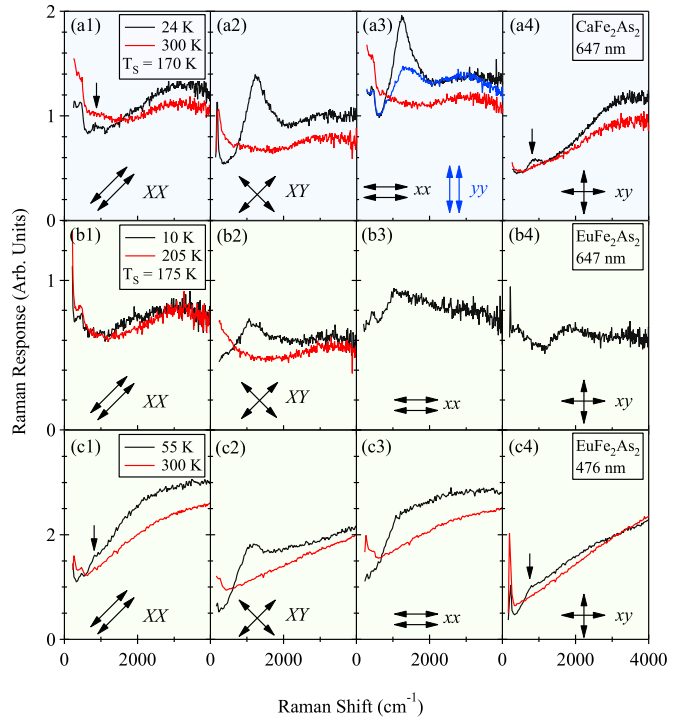 2
(a1)
24 K
300 K
T_S = 170 K
XX
(a2)
XY
(a3)
xx
yy
(a4)
CaFe₂As₂
647 nm
xy
1
0
(b1)
10 K
205 K
T_S = 175 K
XX
(b2)
XY
(b3)
xx
(b4)
EuFe₂As₂
647 nm
xy
1
0
(c1)
55 K
300 K
XX
(c2)
XY
(c3)
xx
(c4)
EuFe₂As₂
476 nm
xy
2
0
Raman Response (Arb. Units)
0 2000 0 2000 0 2000 0 2000 4000
Raman Shift (cm⁻¹)